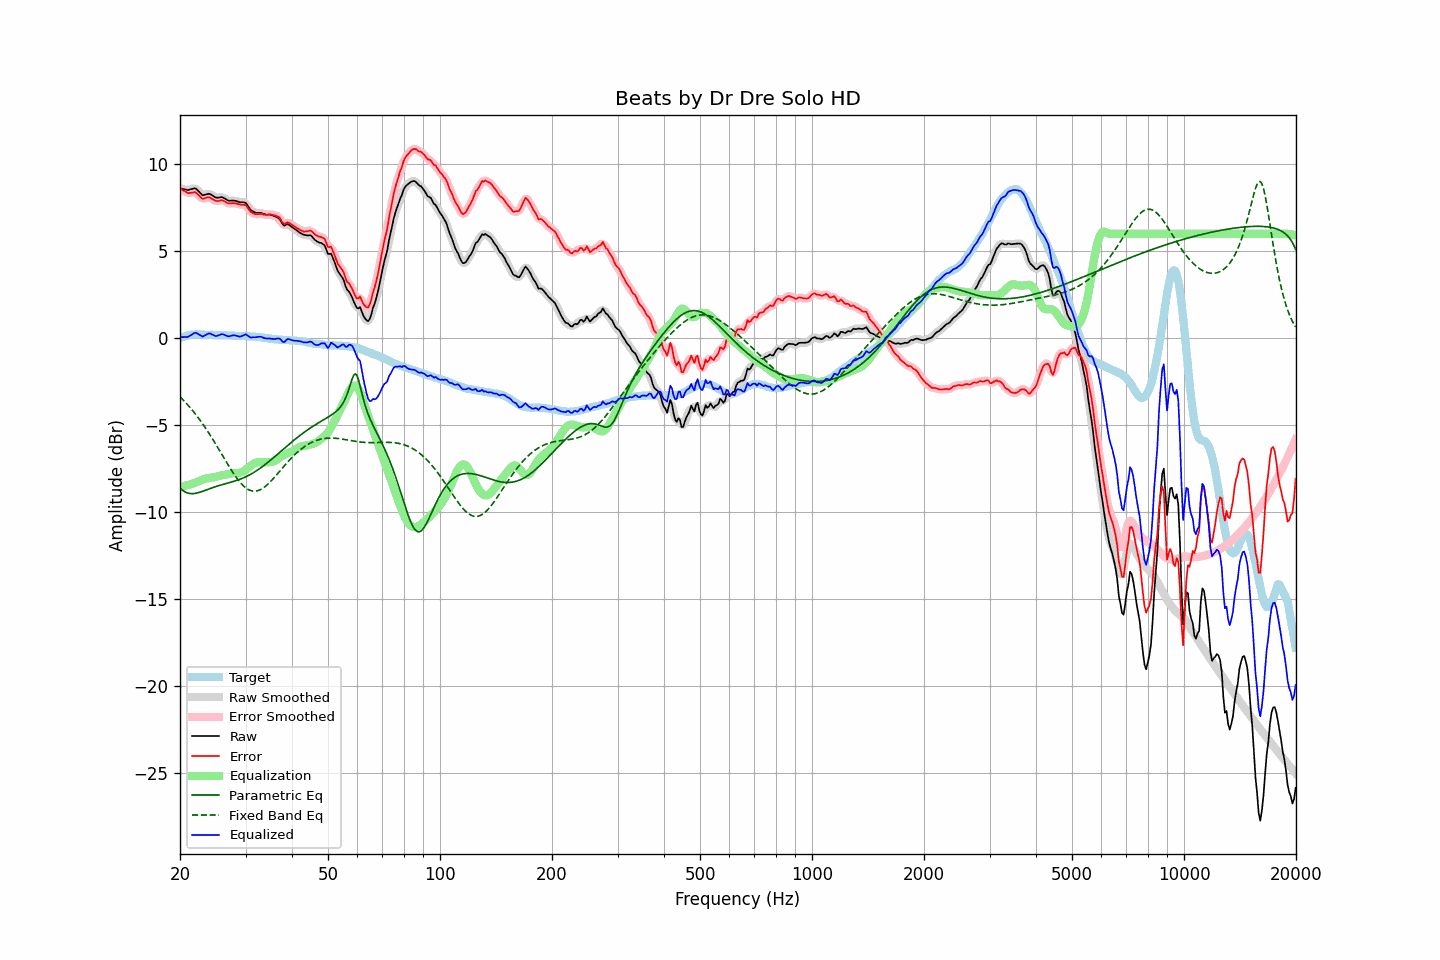 Beats by Dr Dre Solo HD
Amplitude (dBr)
10
5
0
−5
−10
−15
−20
−25
Target
Raw Smoothed
Error Smoothed
Raw
Error
Equalization
Parametric Eq
Fixed Band Eq
Equalized
20 50 100 200 500 1000 2000 5000 10000 20000
Frequency (Hz)